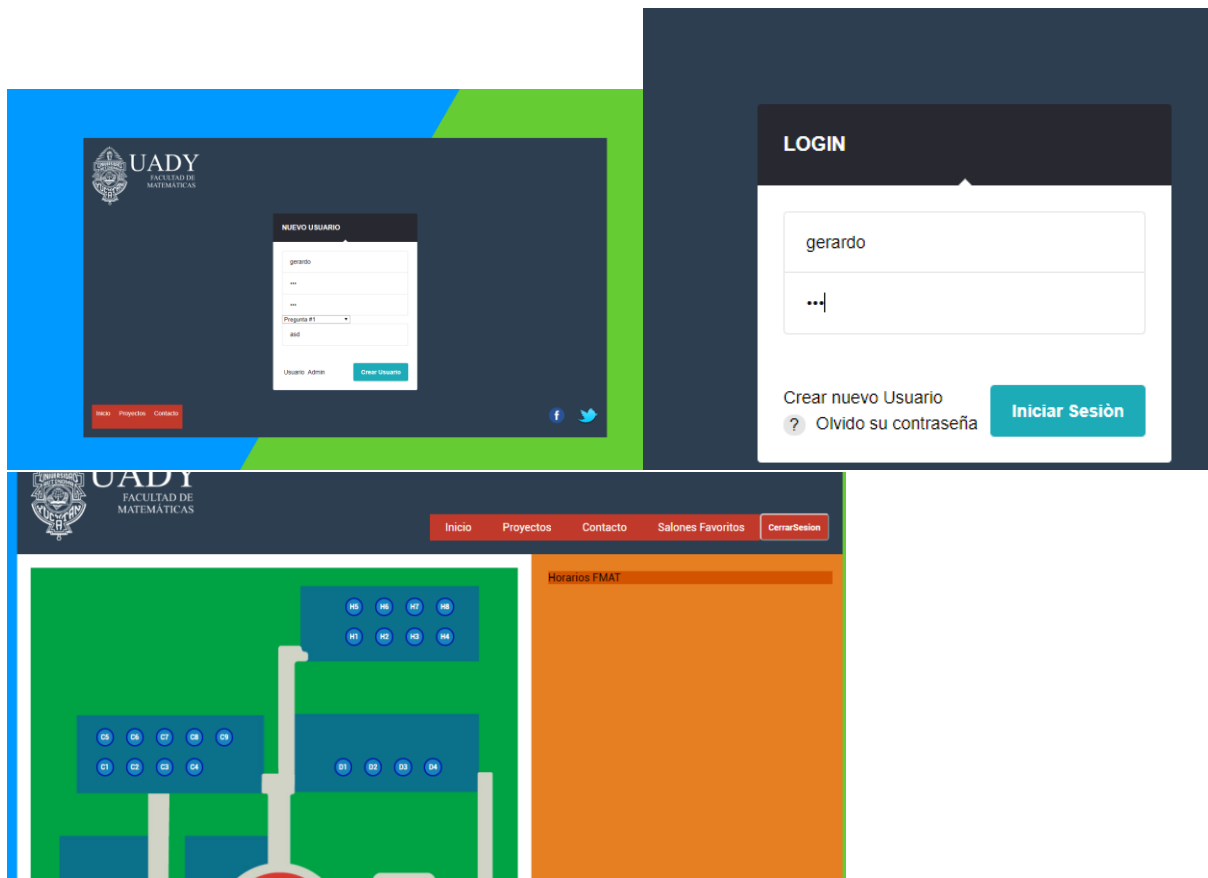 UADY
FACULTAD DE
MATEMÁTICAS
NUEVO USUARIO
gerardo
•••
•••
Pregunta #1
asd
Usuario Admin
Crear Usuario
Inicio Proyectos Contacto
LOGIN
gerardo
•••
Crear nuevo Usuario
? Olvido su contraseña
Iniciar Sesiòn
UADY
FACULTAD DE
MATEMÁTICAS
Inicio Proyectos Contacto Salones Favoritos CerrarSesion
Horarios FMAT
H5 H6 H7 H8
H1 H2 H3 H4
C5 C6 C7 C8 C9
C1 C2 C3 C4
D1 D2 D3 D4